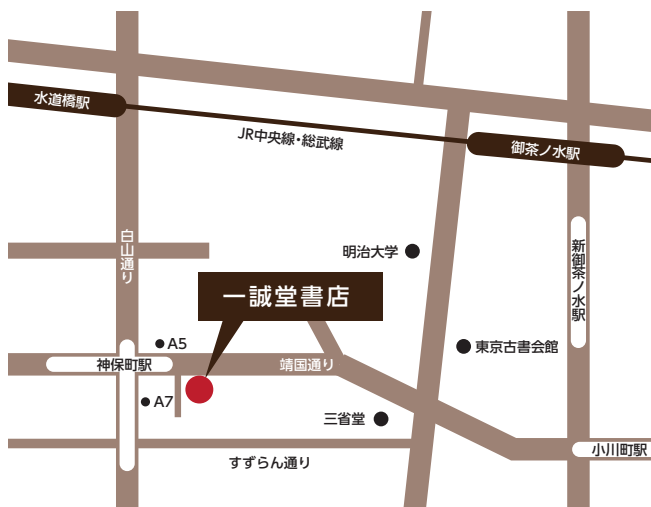 水道橋駅
JR中央線・総武線
御茶ノ水駅
白山通り
明治大学
新御茶ノ水駅
一誠堂書店
A5
東京古書会館
神保町駅
靖国通り
A7
三省堂
小川町駅
すずらん通り